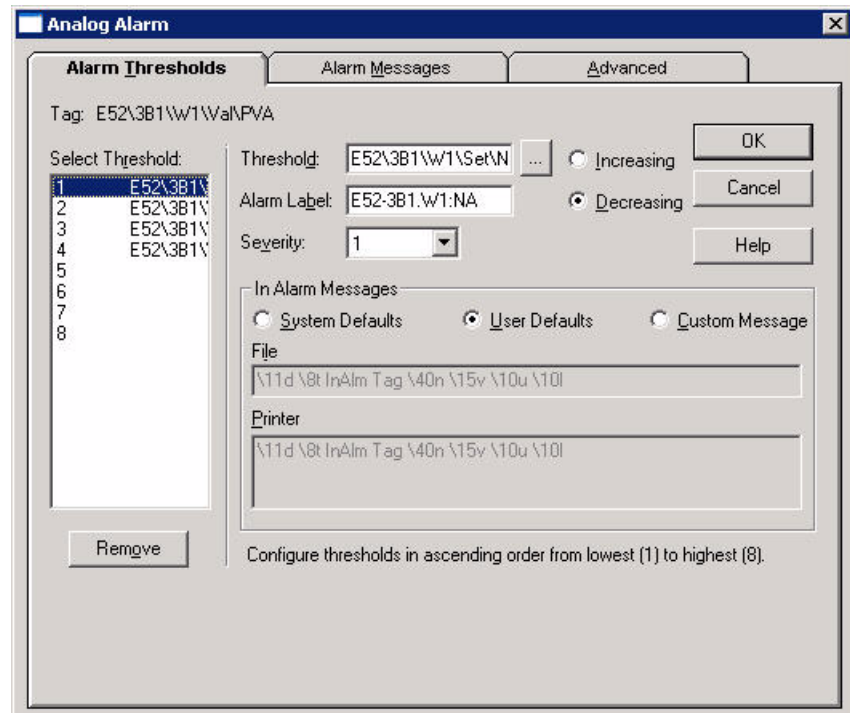 Analog Alarm
Alarm Thresholds
Alarm Messages
Advanced
Tag: E52\3B1\W1\Val\PVA
Select Threshold:
1 E52\3B1\
2 E52\3B1\
3 E52\3B1\
4 E52\3B1\
5
6
7
8
Remove
Threshold: E52\3B1\W1\Set\N ...
Alarm Label: E52-3B1.W1:NA
Severity: 1
Increasing
Decreasing
OK
Cancel
Help
In Alarm Messages
System Defaults
User Defaults
Custom Message
File
\11d \8t InAlm Tag \40n \15v \10u \10l
Printer
\11d \8t InAlm Tag \40n \15v \10u \10l
Configure thresholds in ascending order from lowest (1) to highest (8).